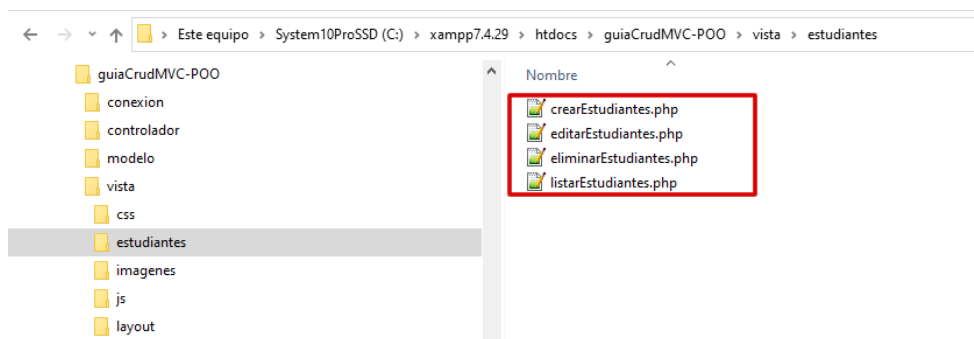 Este equipo > System10ProSSD (C:) > xampp7.4.29 > htdocs > guiaCrudMVC-POO > vista > estudiantes
guiaCrudMVC-POO
conexion
controlador
modelo
vista
css
estudiantes
imagenes
js
layout
Nombre
crearEstudiantes.php
editarEstudiantes.php
eliminarEstudiantes.php
listarEstudiantes.php